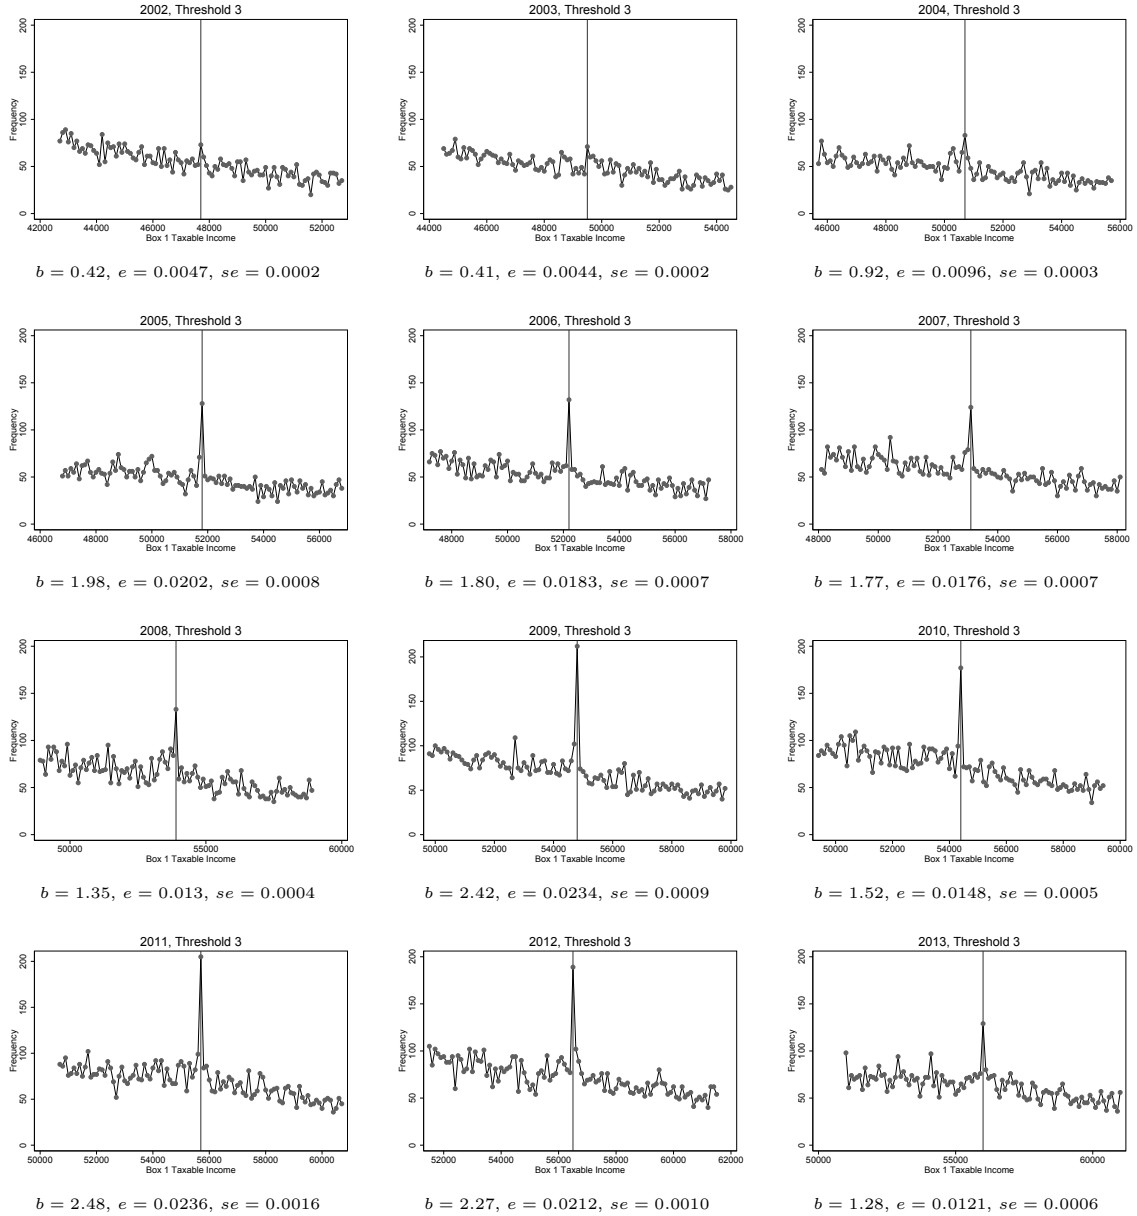 2002, Threshold 3
Frequency
0 50 100 150 200
42000 44000 46000 48000 50000 52000
Box 1 Taxable Income
b = 0.42, e = 0.0047, se = 0.0002
2003, Threshold 3
Frequency
0 50 100 150 200
44000 46000 48000 50000 52000 54000
Box 1 Taxable Income
b = 0.41, e = 0.0044, se = 0.0002
2004, Threshold 3
Frequency
0 50 100 150 200
46000 48000 50000 52000 54000 56000
Box 1 Taxable Income
b = 0.92, e = 0.0096, se = 0.0003
2005, Threshold 3
Frequency
0 50 100 150 200
46000 48000 50000 52000 54000 56000
Box 1 Taxable Income
b = 1.98, e = 0.0202, se = 0.0008
2006, Threshold 3
Frequency
0 50 100 150 200
48000 50000 52000 54000 56000 58000
Box 1 Taxable Income
b = 1.80, e = 0.0183, se = 0.0007
2007, Threshold 3
Frequency
0 50 100 150 200
48000 50000 52000 54000 56000 58000
Box 1 Taxable Income
b = 1.77, e = 0.0176, se = 0.0007
2008, Threshold 3
Frequency
0 50 100 150 200
50000 55000 60000
Box 1 Taxable Income
b = 1.35, e = 0.013, se = 0.0004
2009, Threshold 3
Frequency
0 50 100 150 200
50000 52000 54000 56000 58000 60000
Box 1 Taxable Income
b = 2.42, e = 0.0234, se = 0.0009
2010, Threshold 3
Frequency
0 50 100 150 200
50000 52000 54000 56000 58000 60000
Box 1 Taxable Income
b = 1.52, e = 0.0148, se = 0.0005
2011, Threshold 3
Frequency
0 50 100 150 200
50000 52000 54000 56000 58000 60000
Box 1 Taxable Income
b = 2.48, e = 0.0236, se = 0.0016
2012, Threshold 3
Frequency
0 50 100 150 200
52000 54000 56000 58000 60000 62000
Box 1 Taxable Income
b = 2.27, e = 0.0212, se = 0.0010
2013, Threshold 3
Frequency
0 50 100 150 200
50000 55000 60000
Box 1 Taxable Income
b = 1.28, e = 0.0121, se = 0.0006